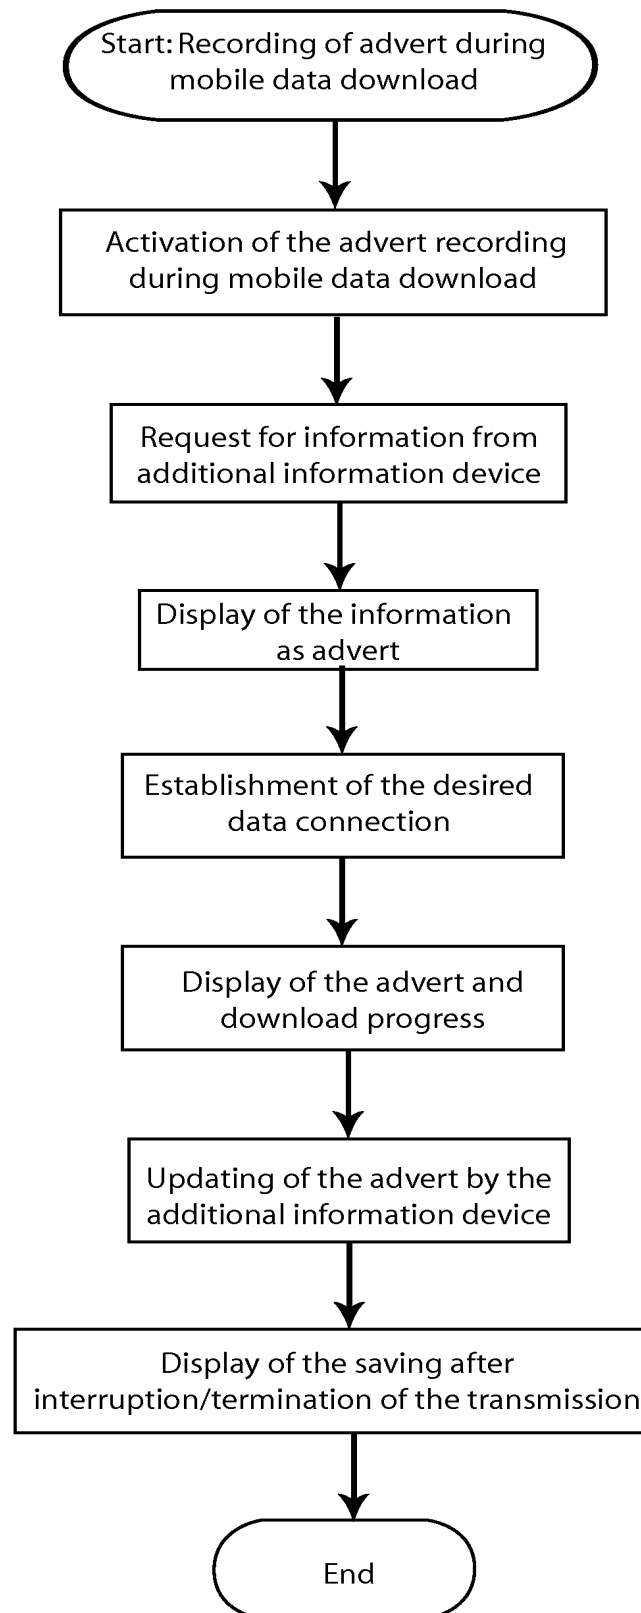 Start: Recording of advert during
mobile data download
Activation of the advert recording
during mobile data download
Request for information from
additional information device
Display of the information
as advert
Establishment of the desired
data connection
Display of the advert and
download progress
Updating of the advert by the
additional information device
Display of the saving after
interruption/termination of the transmission
End